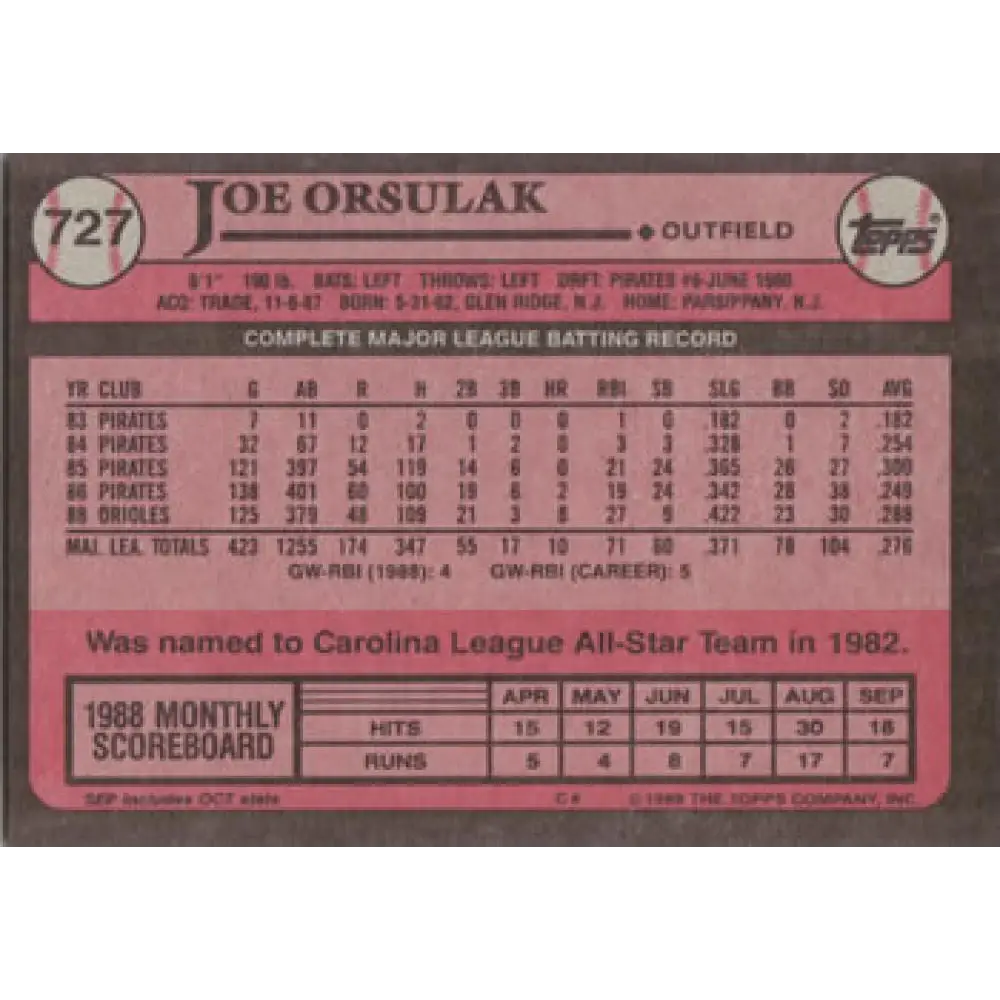 727
JOE ORSULAK
OUTFIELD
TOPPS®
6'1" 190 lb. BATS: LEFT THROWS: LEFT DRFT: PIRATES #6-JUNE 1980
ACQ: TRADE, 11-6-87 BORN: 5-31-62, GLEN RIDGE, N.J. HOME: PARSIPPANY, N.J.
COMPLETE MAJOR LEAGUE BATTING RECORD
YR CLUB G AB R H 2B 3B HR RBI SB SLG BB SO AVG
83 PIRATES 7 11 0 2 0 0 0 1 0 .182 0 2 .182
84 PIRATES 32 67 12 17 1 2 0 3 3 .328 1 7 .254
85 PIRATES 121 397 54 119 14 6 0 21 24 .365 26 27 .300
86 PIRATES 138 401 60 100 19 6 2 19 24 .342 28 38 .249
88 ORIOLES 125 379 48 109 21 3 8 27 9 .422 23 30 .288
MAJ. LEA. TOTALS 423 1255 174 347 55 17 10 71 60 .371 78 104 .276
GW-RBI (1988): 4 GW-RBI (CAREER): 5
Was named to Carolina League All-Star Team in 1982.
1988 MONTHLY SCOREBOARD
APR MAY JUN JUL AUG SEP
HITS 15 12 19 15 30 18
RUNS 5 4 8 7 17 7
SEP includes OCT stats
© 1989 THE TOPPS COMPANY, INC.